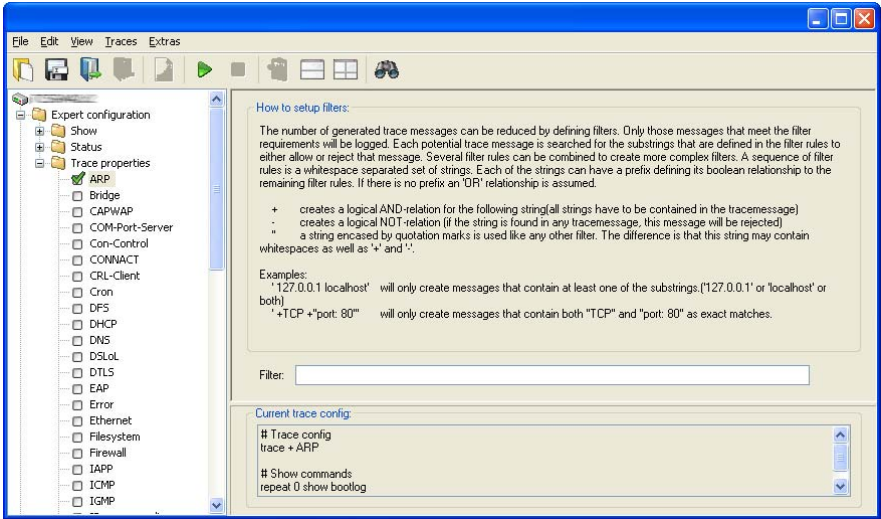 File Edit View Traces Extras
Expert configuration
Show
Status
Trace properties
ARP
Bridge
CAPWAP
COM-Port-Server
Con-Control
CONNACT
CRL-Client
Cron
DFS
DHCP
DNS
DSLoL
DTLS
EAP
Error
Ethernet
Filesystem
Firewall
IAPP
ICMP
IGMP
How to setup filters:
The number of generated trace messages can be reduced by defining filters. Only those messages that meet the filter
requirements will be logged. Each potential trace message is searched for the substrings that are defined in the filter rules to
either allow or reject that message. Several filter rules can be combined to create more complex filters. A sequence of filter
rules is a whitespace separated set of strings. Each of the strings can have a prefix defining its boolean relationship to the
remaining filter rules. If there is no prefix an 'OR' relationship is assumed.
+ creates a logical AND-relation for the following string(all strings have to be contained in the tracemessage)
- creates a logical NOT-relation (if the string is found in any tracemessage, this message will be rejected)
" a string encased by quotation marks is used like any other filter. The difference is that this string may contain
whitespaces as well as '+' and '-'.
Examples:
' 127.0.0.1 localhost' will only create messages that contain at least one of the substrings.('127.0.0.1' or 'localhost' or
both)
' +TCP +"port: 80"' will only create messages that contain both "TCP" and "port: 80" as exact matches.
Filter:
Current trace config:
# Trace config
trace + ARP
# Show commands
repeat 0 show bootlog